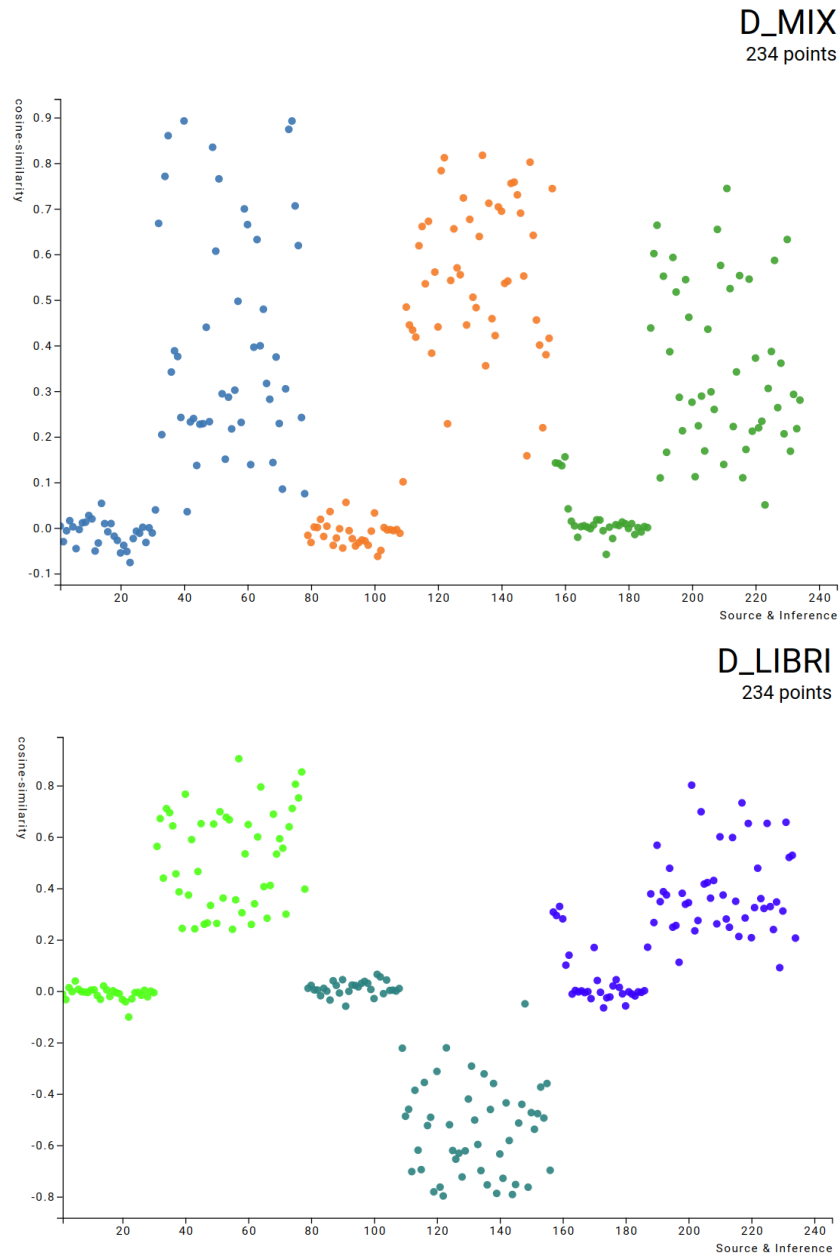 D_MIX
234 points
cosine-similarity
0.9
0.8
0.7
0.6
0.5
0.4
0.3
0.2
0.1
0.0
-0.1
20 40 60 80 100 120 140 160 180 200 220 240
Source & Inference
D_LIBRI
234 points
cosine-similarity
0.8
0.6
0.4
0.2
0.0
-0.2
-0.4
-0.6
-0.8
20 40 60 80 100 120 140 160 180 200 220 240
Source & Inference